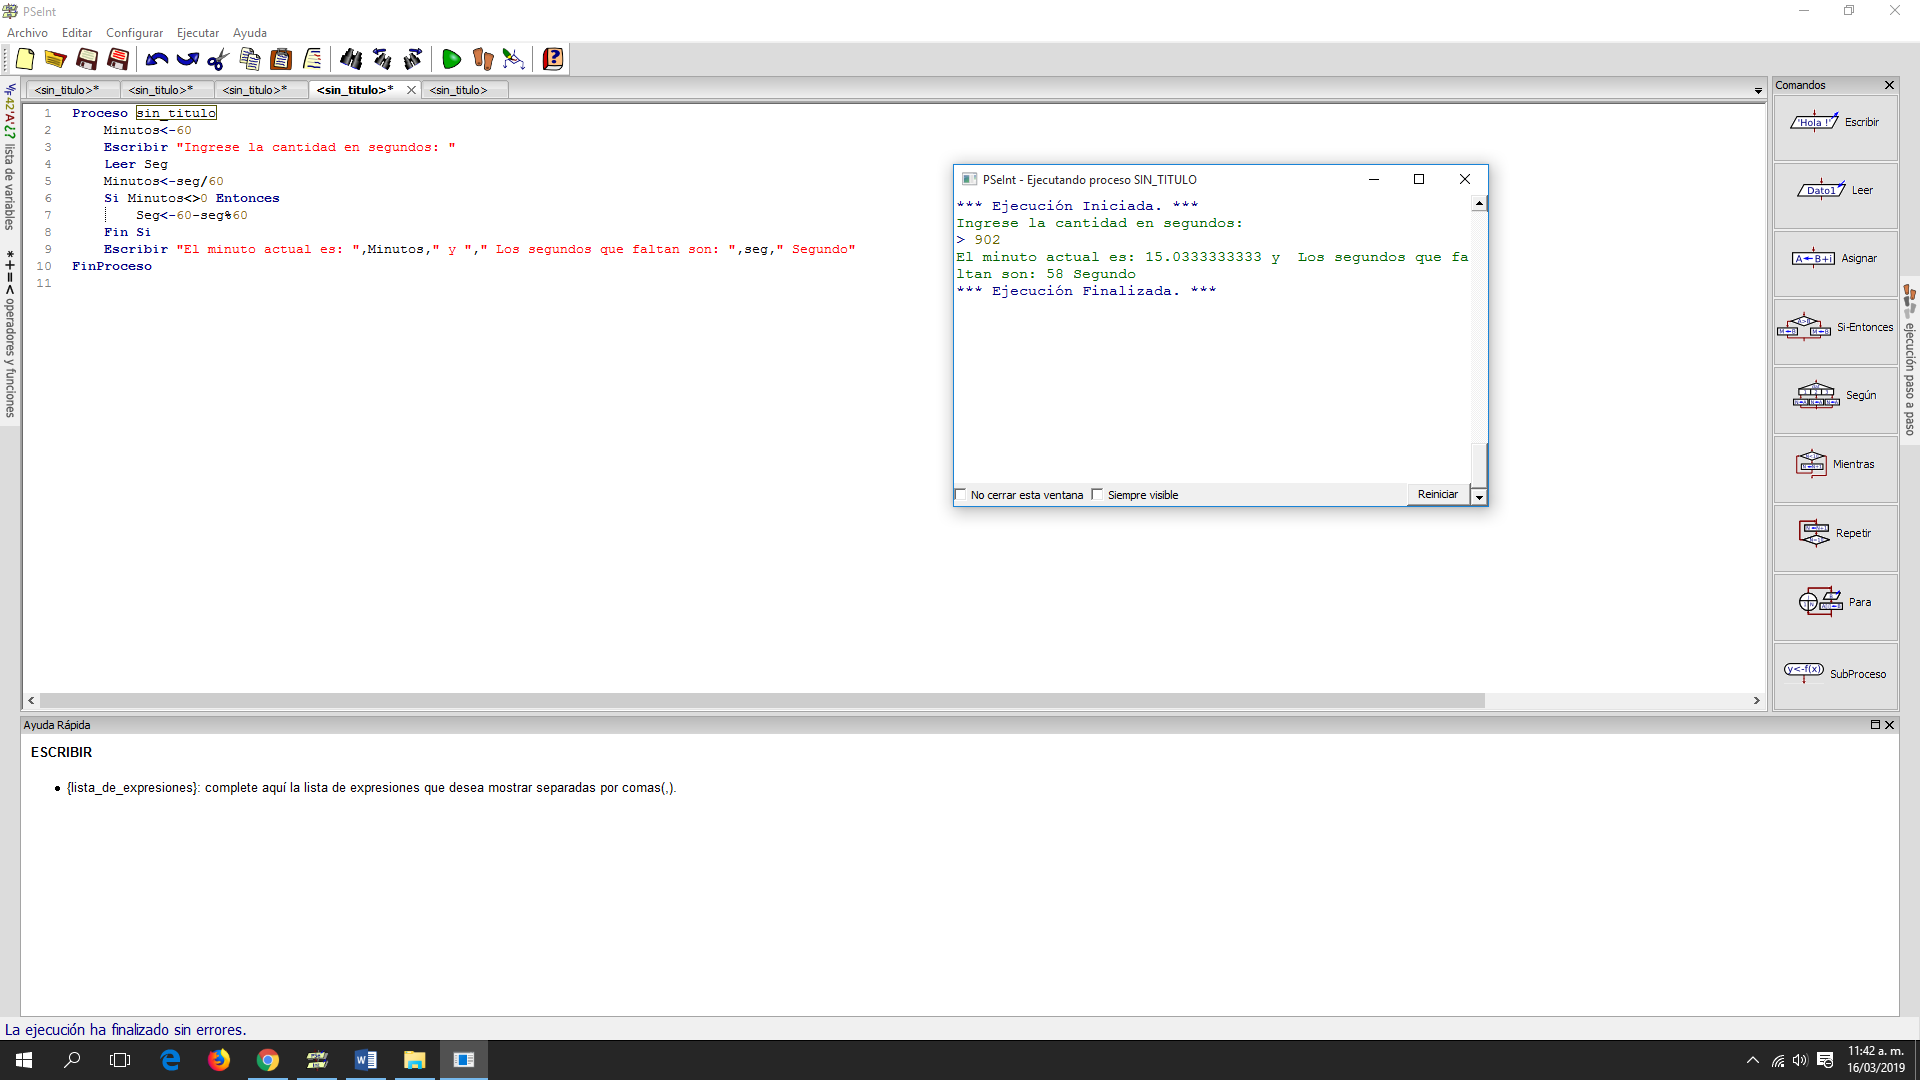 PSeInt
Archivo Editar Configurar Ejecutar Ayuda
<sin_titulo>* <sin_titulo>* <sin_titulo>* <sin_titulo>* <sin_titulo>
lista de variables
* + = < operadores y funciones
1 Proceso sin_titulo
2 Minutos<-60
3 Escribir "Ingrese la cantidad en segundos: "
4 Leer Seg
5 Minutos<-seg/60
6 Si Minutos<>0 Entonces
7 Seg<-60-seg%60
8 Fin Si
9 Escribir "El minuto actual es: ",Minutos," y "," Los segundos que faltan son: ",seg," Segundo"
10 FinProceso
11
PSeInt - Ejecutando proceso SIN_TITULO
*** Ejecución Iniciada. ***
Ingrese la cantidad en segundos:
> 902
El minuto actual es: 15.0333333333 y  Los segundos que fa
ltan son: 58 Segundo
*** Ejecución Finalizada. ***
No cerrar esta ventana Siempre visible Reiniciar
Comandos
'Hola !' Escribir
Dato1 Leer
A←B+i Asignar
Si-Entonces
Según
Mientras
Repetir
Para
y<-f(x) SubProceso
ejecución paso a paso
Ayuda Rápida
ESCRIBIR
• {lista_de_expresiones}: complete aquí la lista de expresiones que desea mostrar separadas por comas(,).
La ejecución ha finalizado sin errores.
11:42 a. m.
16/03/2019